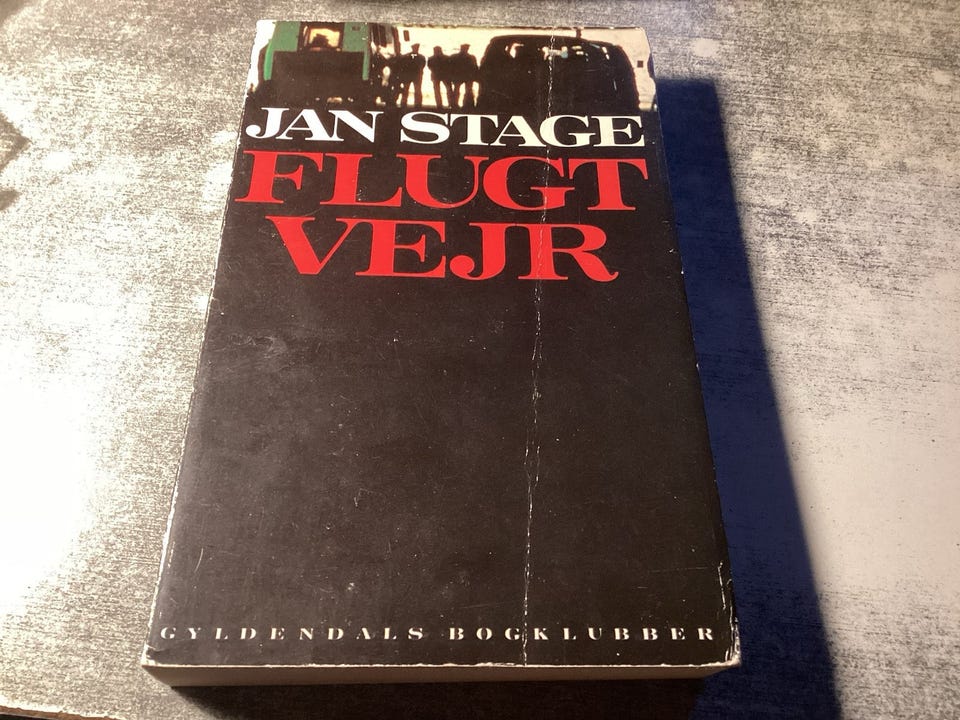 JAN STAGE
FLUGT
VEJR
GYLDENDALS BOGKLUBBER